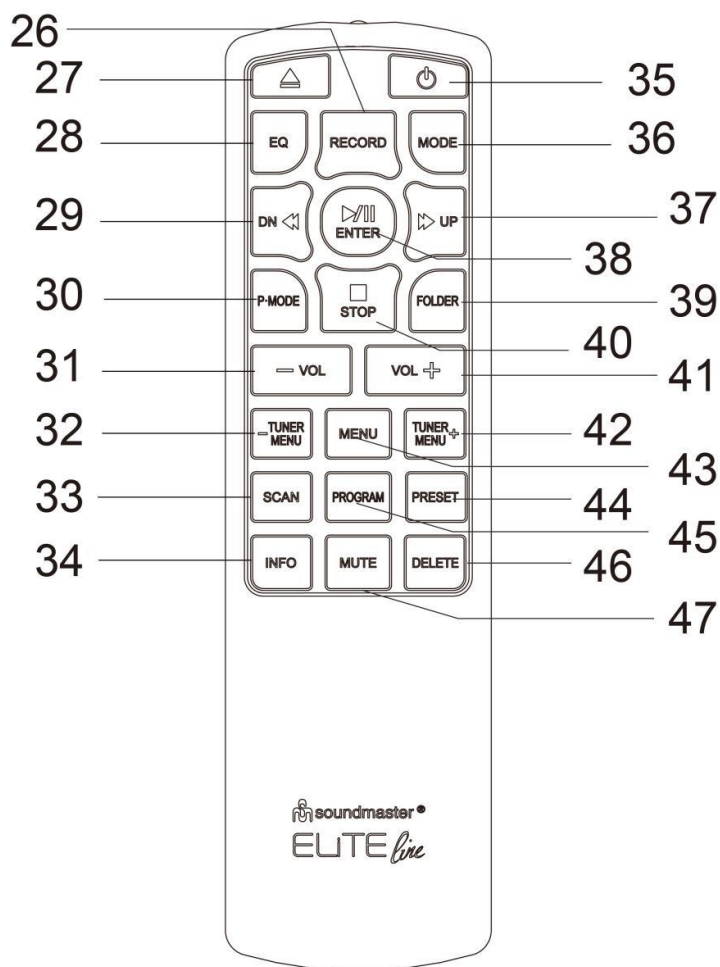 26
27
35
28
EQ
RECORD
MODE
36
29
DN
UP
37
ENTER
38
30
P·MODE
STOP
FOLDER
39
40
31
— VOL
VOL +
41
32
– TUNER MENU
MENU
TUNER MENU +
42
43
33
SCAN
PROGRAM
PRESET
44
45
34
INFO
MUTE
DELETE
46
47
soundmaster®
ELITE line